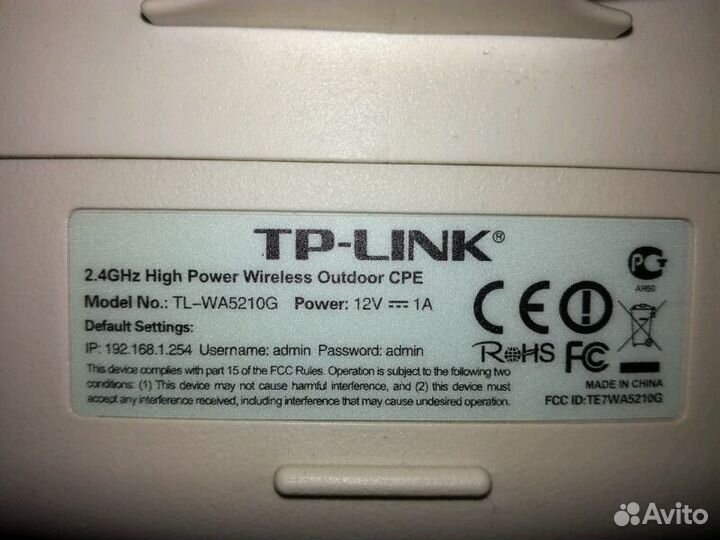 TP-LINK®
2.4GHz High Power Wireless Outdoor CPE
Model No.: TL-WA5210G Power: 12V 1A
Default Settings:
IP: 192.168.1.254 Username: admin Password: admin
This device complies with part 15 of the FCC Rules. Operation is subject to the following two
conditions: (1) This device may not cause harmful interference, and (2) this device must
accept any interference received, including interference that may cause undesired operation.
РСТ
АЯ60
CE
RoHS FC
MADE IN CHINA
FCC ID:TE7WA5210G
Avito